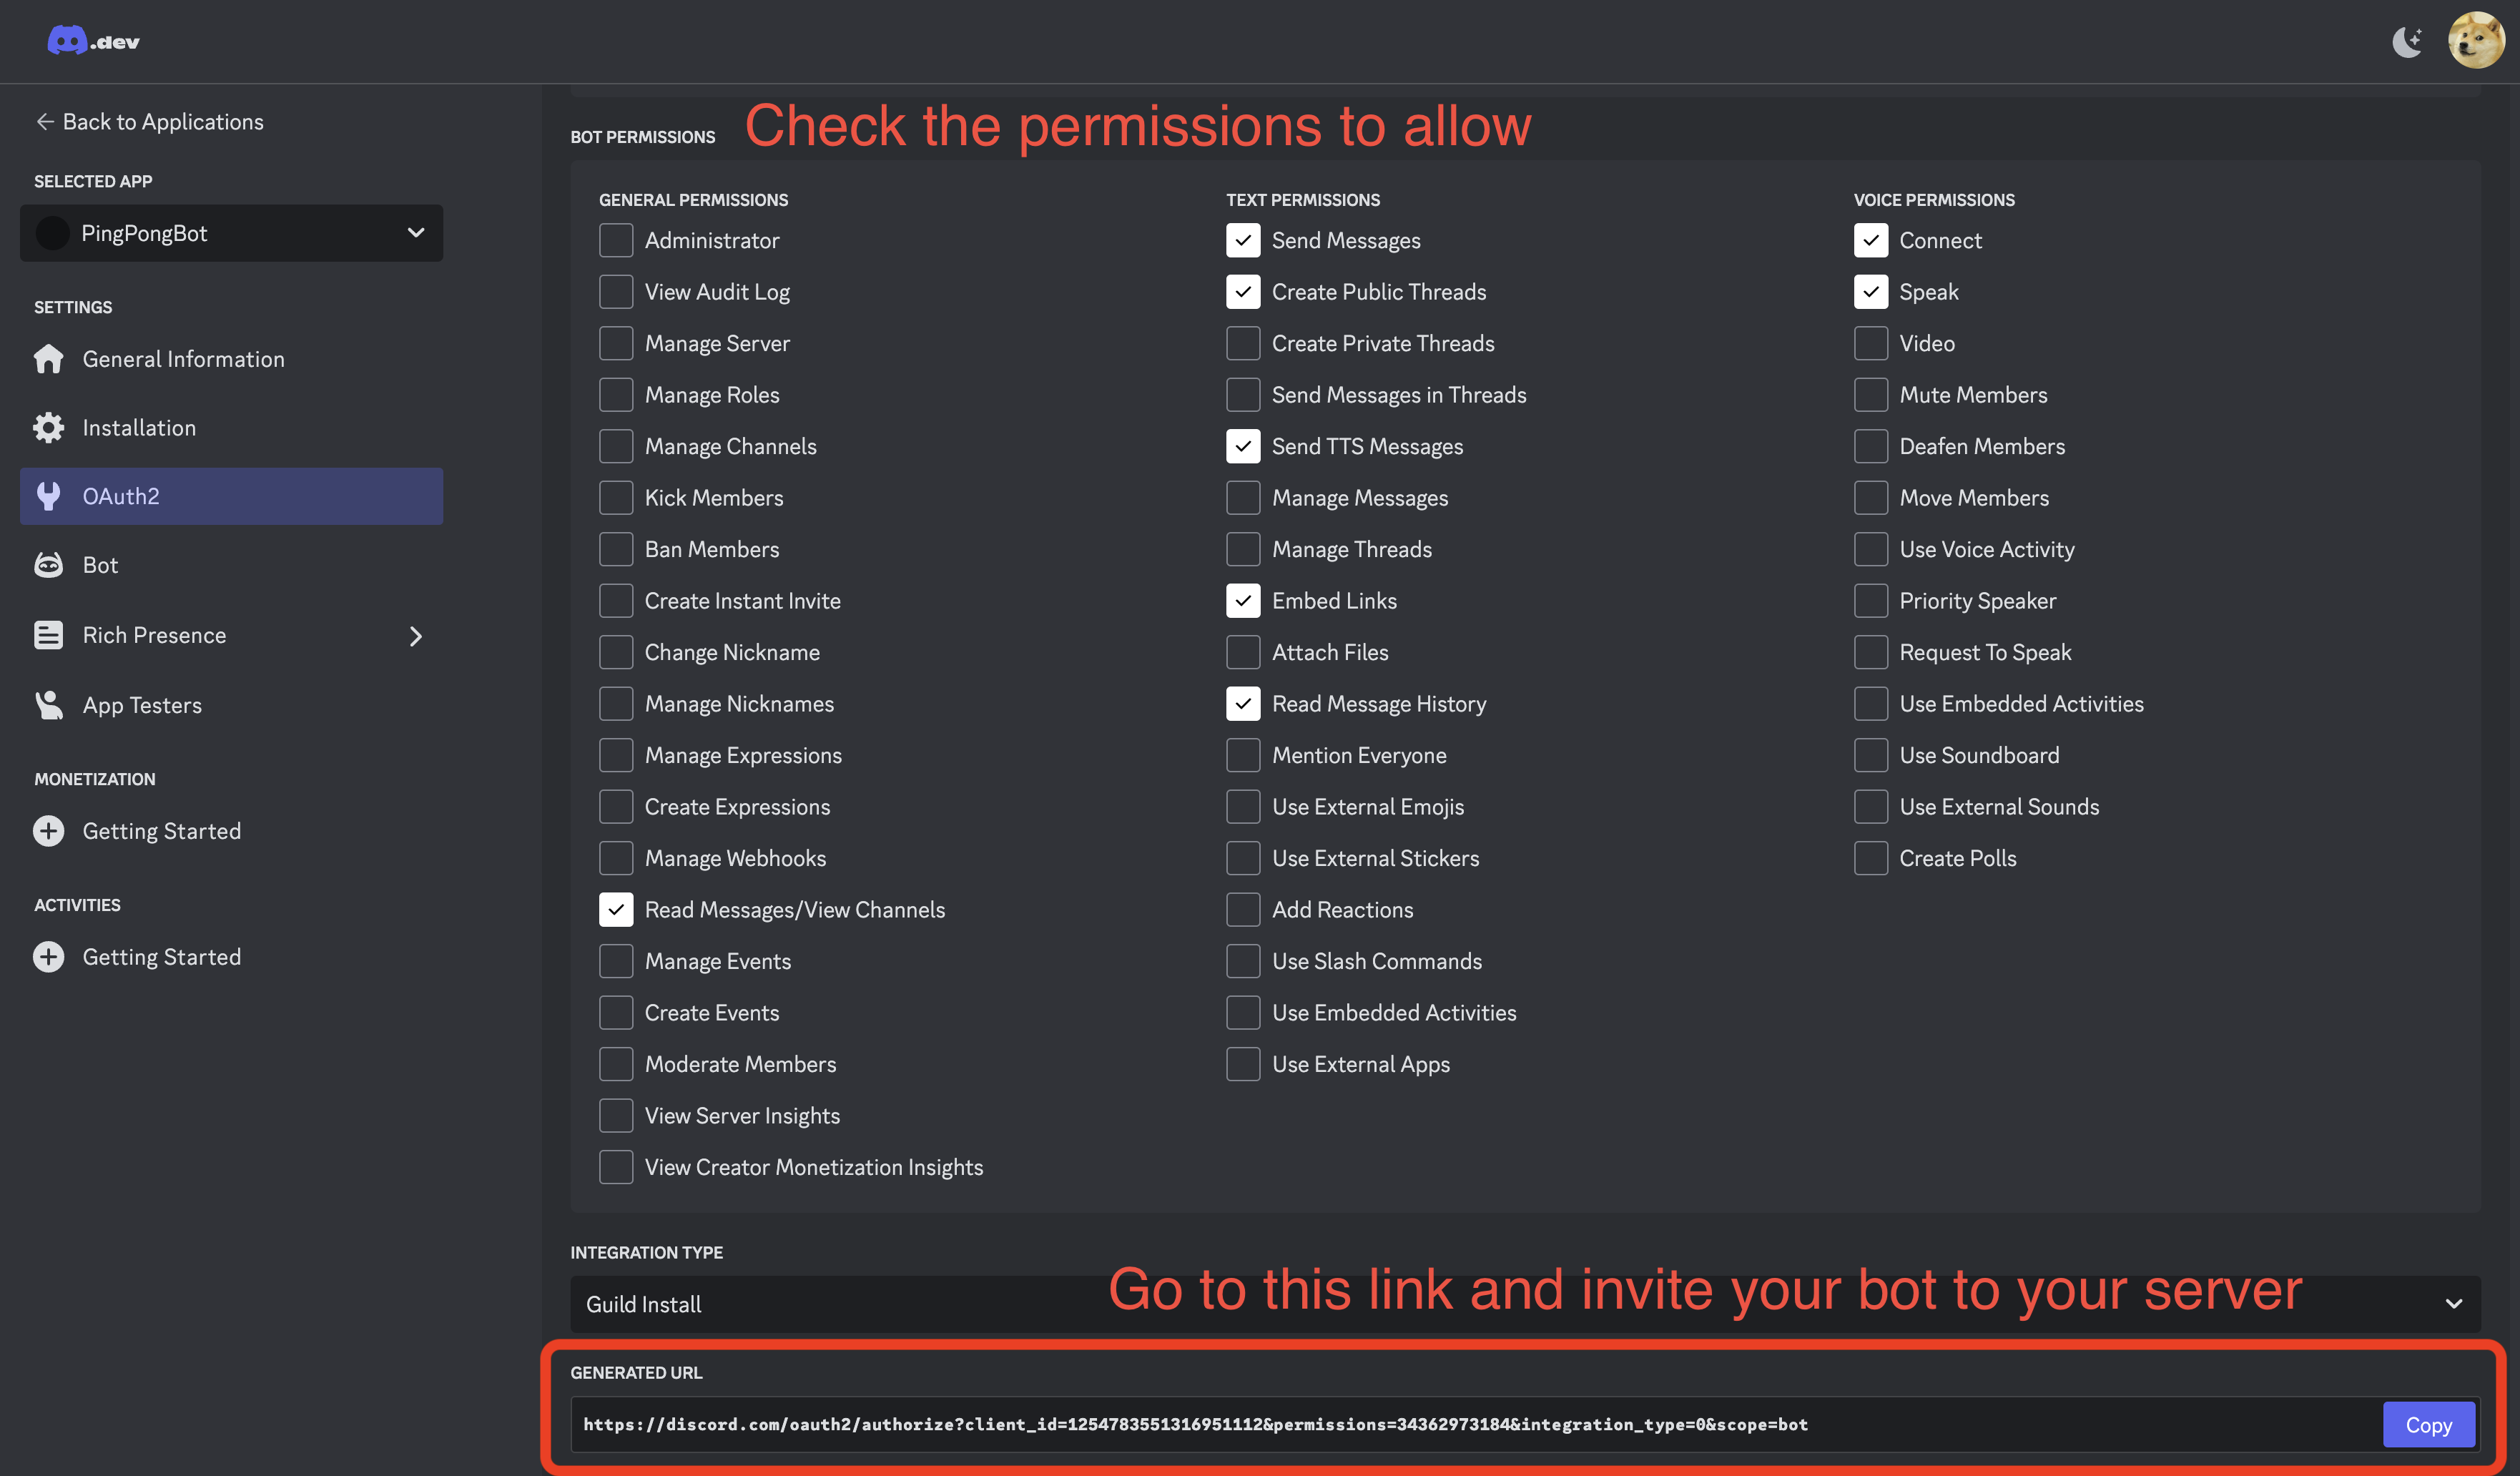 .dev
Back to Applications
SELECTED APP
PingPongBot
SETTINGS
General Information
Installation
OAuth2
Bot
Rich Presence
App Testers
MONETIZATION
Getting Started
ACTIVITIES
Getting Started
BOT PERMISSIONS
Check the permissions to allow
GENERAL PERMISSIONS
Administrator
View Audit Log
Manage Server
Manage Roles
Manage Channels
Kick Members
Ban Members
Create Instant Invite
Change Nickname
Manage Nicknames
Manage Expressions
Create Expressions
Manage Webhooks
Read Messages/View Channels
Manage Events
Create Events
Moderate Members
View Server Insights
View Creator Monetization Insights
TEXT PERMISSIONS
Send Messages
Create Public Threads
Create Private Threads
Send Messages in Threads
Send TTS Messages
Manage Messages
Manage Threads
Embed Links
Attach Files
Read Message History
Mention Everyone
Use External Emojis
Use External Stickers
Add Reactions
Use Slash Commands
Use Embedded Activities
Use External Apps
VOICE PERMISSIONS
Connect
Speak
Video
Mute Members
Deafen Members
Move Members
Use Voice Activity
Priority Speaker
Request To Speak
Use Embedded Activities
Use Soundboard
Use External Sounds
Create Polls
INTEGRATION TYPE
Guild Install
Go to this link and invite your bot to your server
GENERATED URL
https://discord.com/oauth2/authorize?client_id=1254783551316951112&permissions=34362973184&integration_type=0&scope=bot
Copy